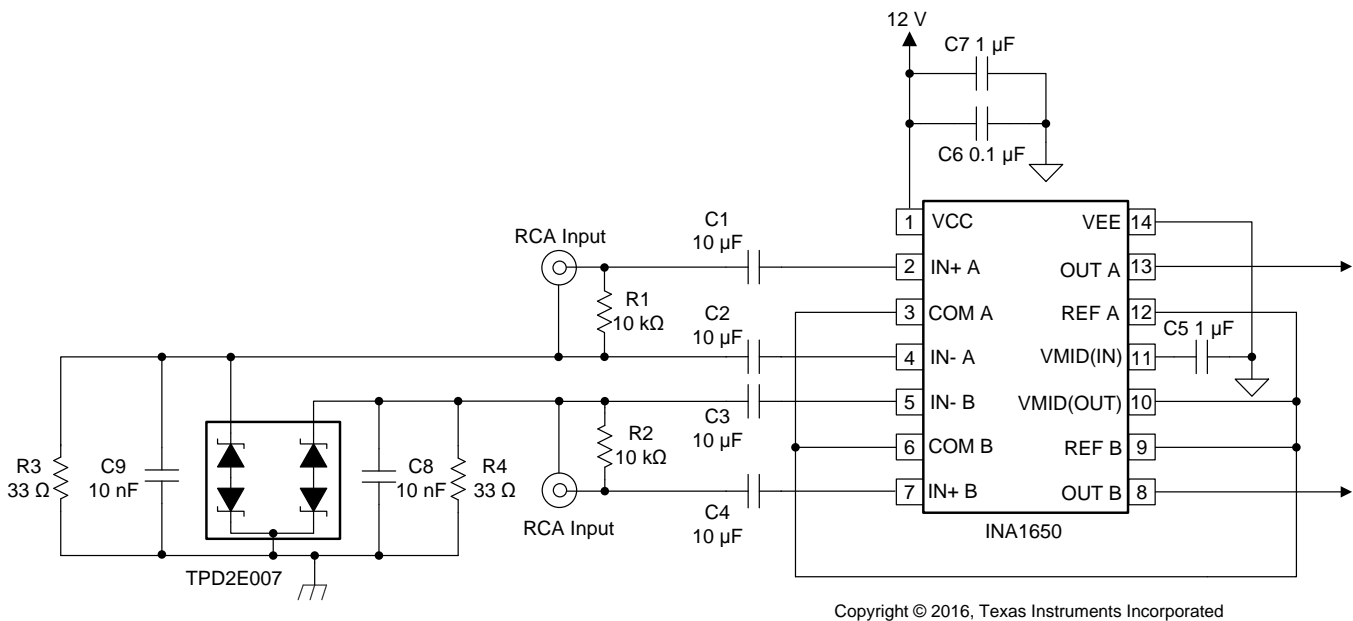 12 V
C7 1 µF
C6 0.1 µF
RCA Input
C1
10 µF
R1
10 kΩ
C2
10 µF
C3
10 µF
R2
10 kΩ
C4
10 µF
RCA Input
R3
33 Ω
C9
10 nF
C8
10 nF
R4
33 Ω
TPD2E007
1 VCC
2 IN+ A
3 COM A
4 IN- A
5 IN- B
6 COM B
7 IN+ B
VEE 14
OUT A 13
REF A 12
VMID(IN) 11
VMID(OUT) 10
REF B 9
OUT B 8
C5 1 µF
INA1650
Copyright © 2016, Texas Instruments Incorporated